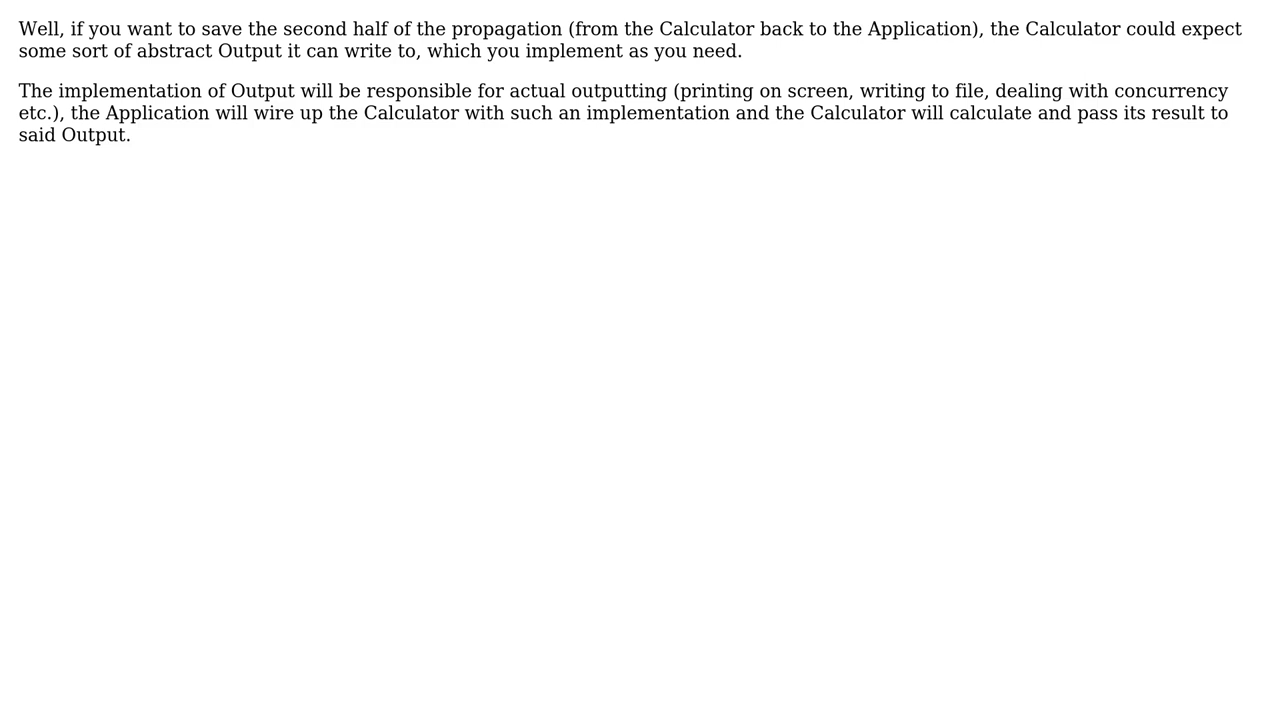 Well, if you want to save the second half of the propagation (from the Calculator back to the Application), the Calculator could expect
some sort of abstract Output it can write to, which you implement as you need.
The implementation of Output will be responsible for actual outputting (printing on screen, writing to file, dealing with concurrency
etc.), the Application will wire up the Calculator with such an implementation and the Calculator will calculate and pass its result to
said Output.